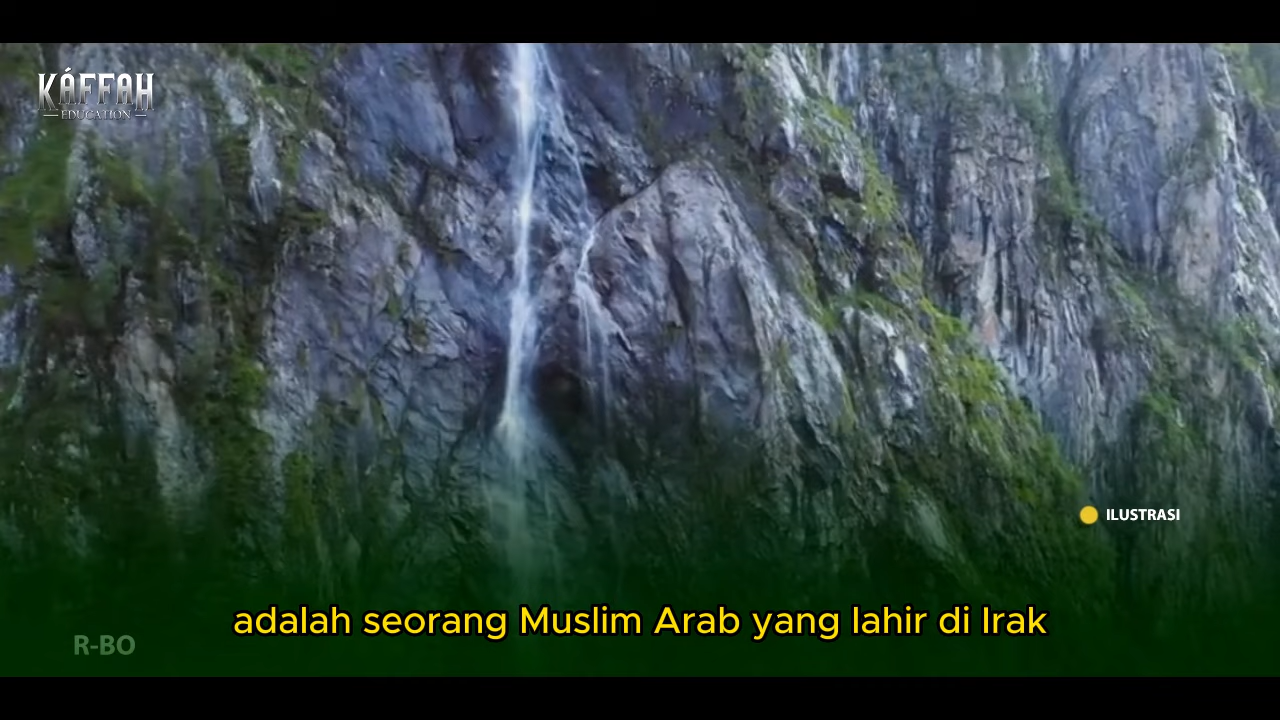 KÁFFAH
EDUCATION
ILUSTRASI
adalah seorang Muslim Arab yang lahir di Irak
R-BO